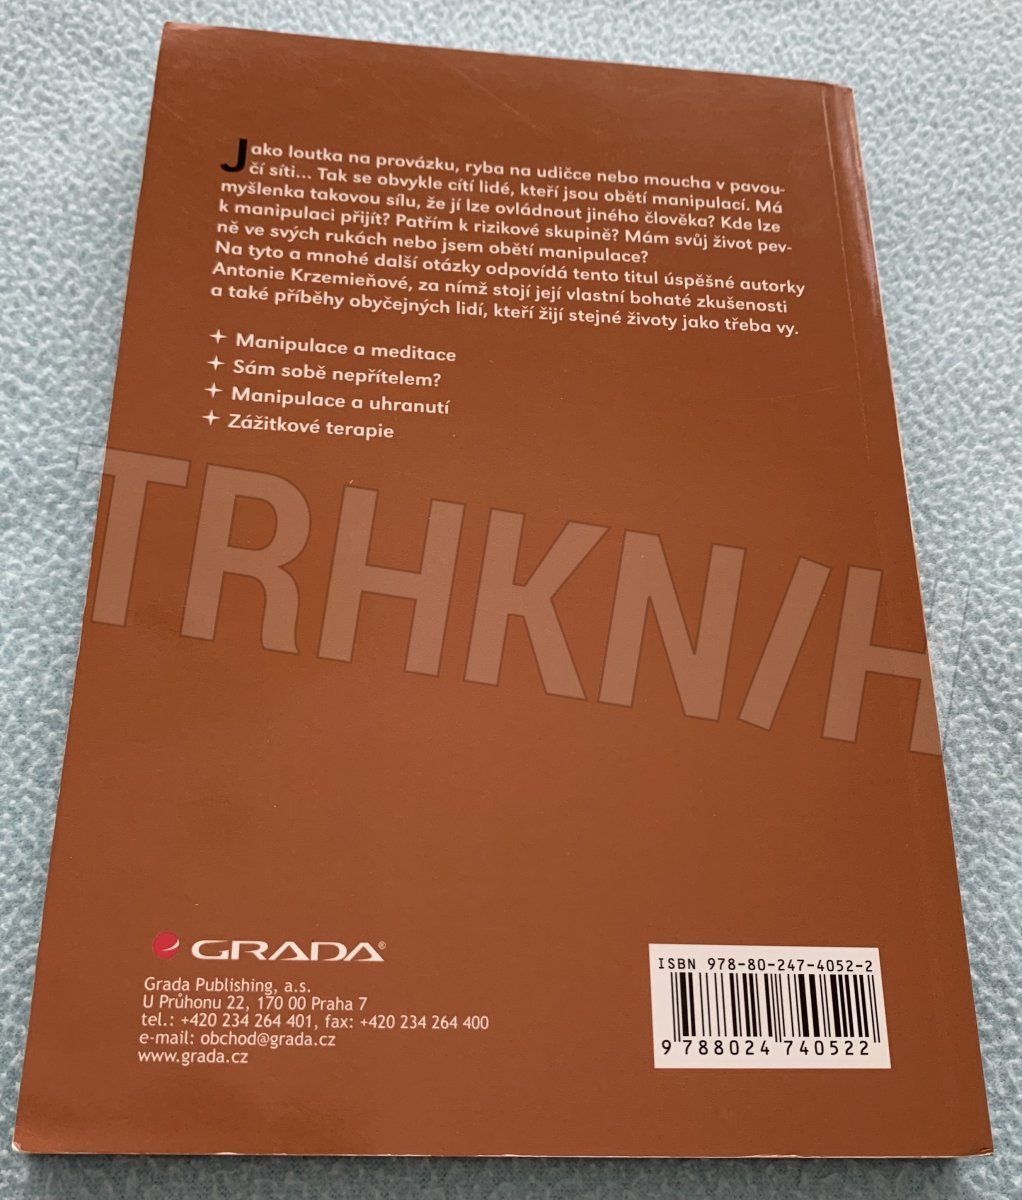 Jako loutka na provázku, ryba na udičce nebo moucha v pavou-
čí síti... Tak se obvykle cítí lidé, kteří jsou obětí manipulací. Má
myšlenka takovou sílu, že jí lze ovládnout jiného člověka? Kde lze
k manipulaci přijít? Patřím k rizikové skupině? Mám svůj život pev-
ně ve svých rukách nebo jsem obětí manipulace?
Na tyto a mnohé další otázky odpovídá tento titul úspěšné autorky
Antonie Krzemieňové, za nímž stojí její vlastní bohaté zkušenosti
a také příběhy obyčejných lidí, kteří žijí stejné životy jako třeba vy.
Manipulace a meditace
Sám sobě nepřítelem?
Manipulace a uhranutí
Zážitkové terapie
TRHKN/H
GRADA®
Grada Publishing, a.s.
U Průhonu 22, 170 00 Praha 7
tel.: +420 234 264 401, fax: +420 234 264 400
e-mail: obchod@grada.cz
www.grada.cz
ISBN 978-80-247-4052-2
9 788024 740522